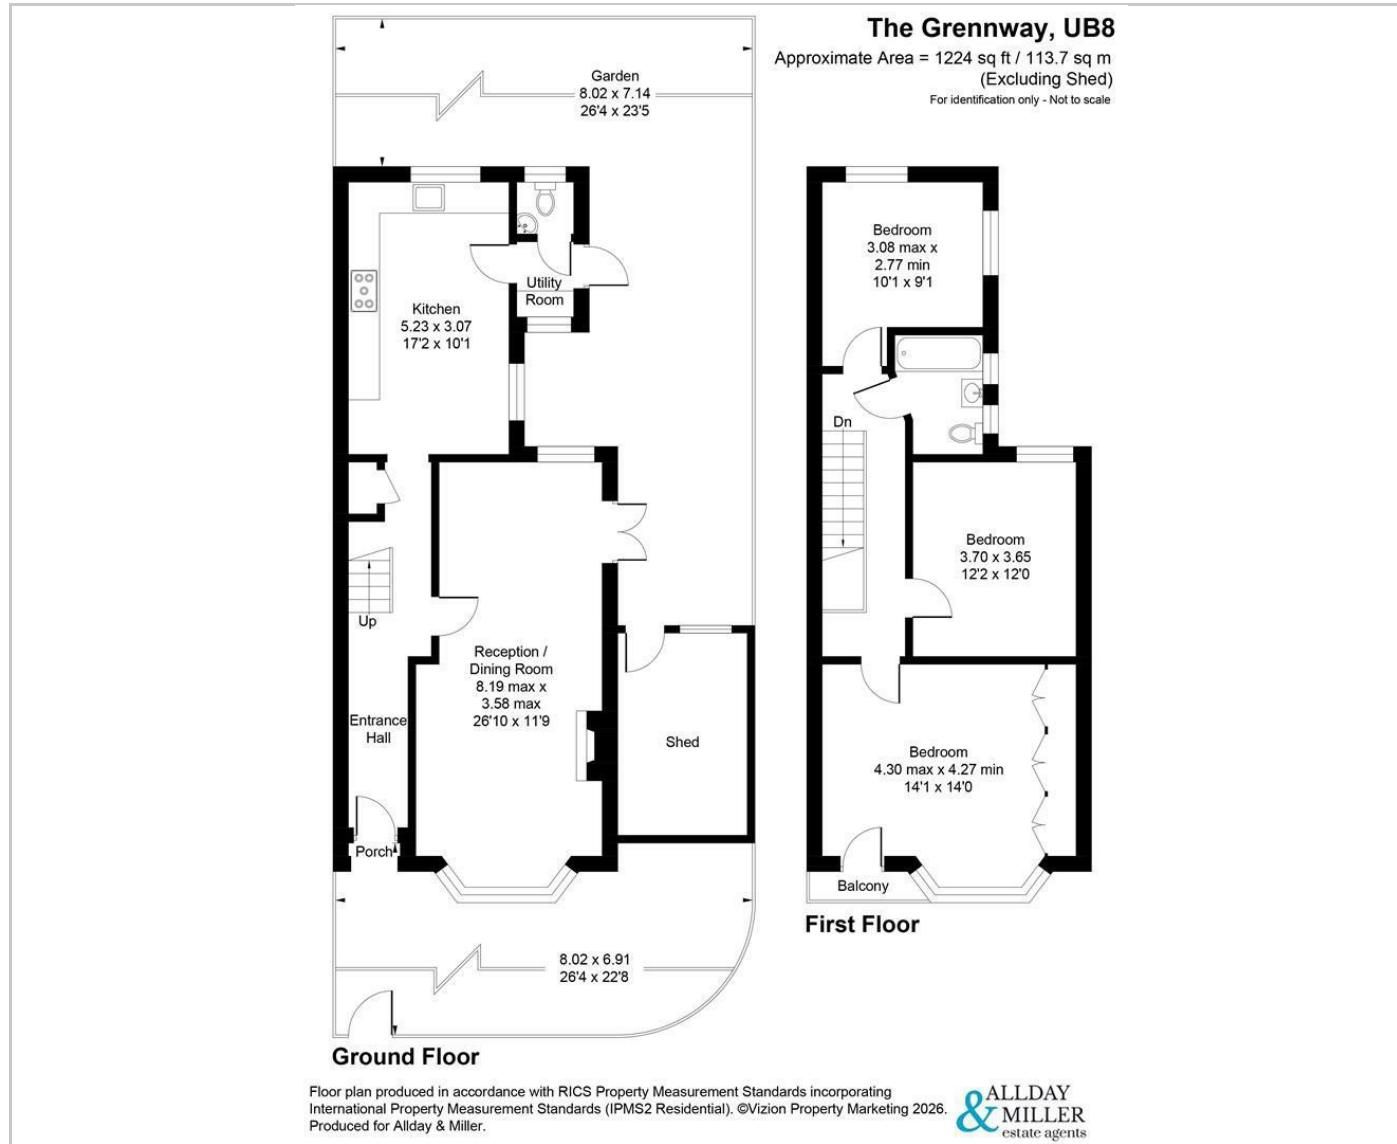 The Grennway, UB8
Approximate Area = 1224 sq ft / 113.7 sq m
(Excluding Shed)
For identification only - Not to scale
Garden
8.02 x 7.14
26'4 x 23'5
Utility
Room
Kitchen
5.23 x 3.07
17'2 x 10'1
Up
Reception /
Dining Room
8.19 max x
3.58 max
26'10 x 11'9
Entrance
Hall
Shed
Porch
8.02 x 6.91
26'4 x 22'8
Ground Floor
Bedroom
3.08 max x
2.77 min
10'1 x 9'1
Dn
Bedroom
3.70 x 3.65
12'2 x 12'0
Bedroom
4.30 max x 4.27 min
14'1 x 14'0
Balcony
First Floor
Floor plan produced in accordance with RICS Property Measurement Standards incorporating
International Property Measurement Standards (IPMS2 Residential). ©Vizion Property Marketing 2026.
Produced for Allday & Miller.
ALLDAY
& MILLER
estate agents